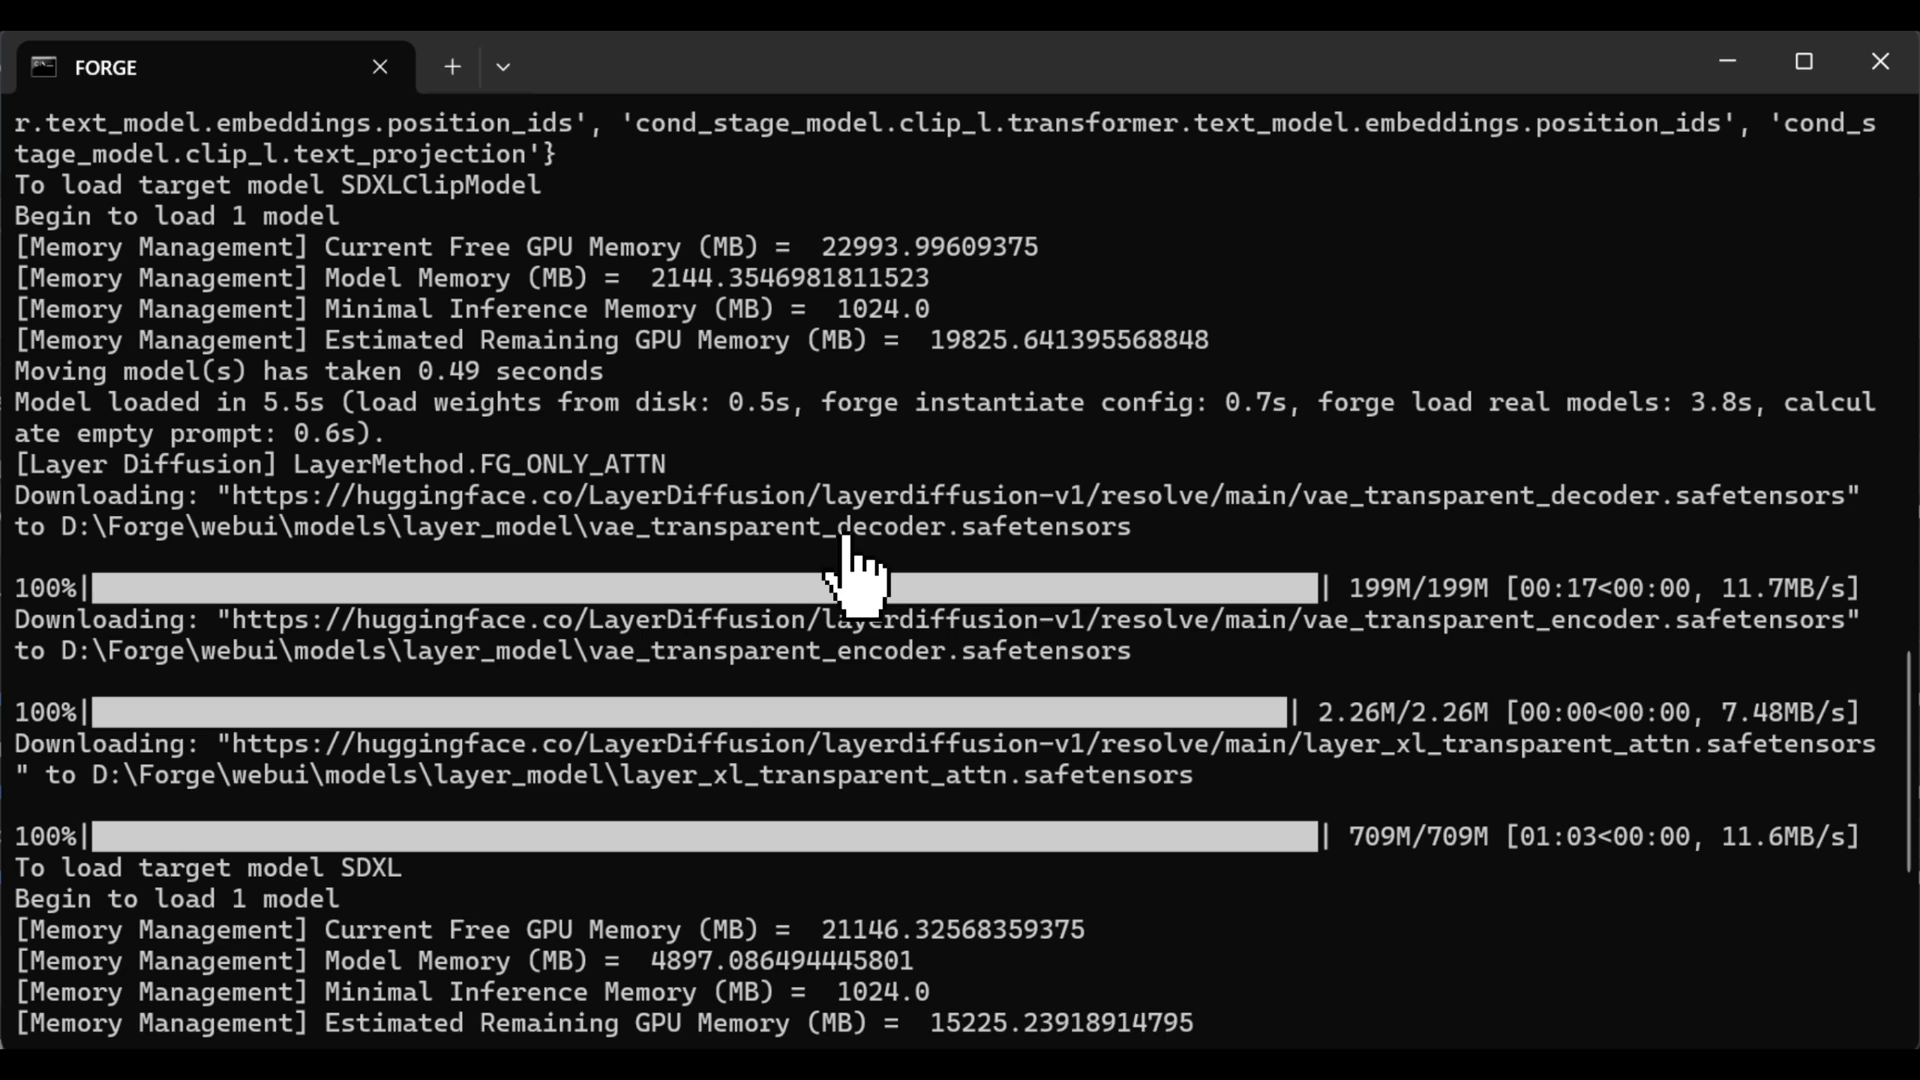 FORGE
r.text_model.embeddings.position_ids', 'cond_stage_model.clip_l.transformer.text_model.embeddings.position_ids', 'cond_s
tage_model.clip_l.text_projection'}
To load target model SDXLClipModel
Begin to load 1 model
[Memory Management] Current Free GPU Memory (MB) =  22993.99609375
[Memory Management] Model Memory (MB) =  2144.3546981811523
[Memory Management] Minimal Inference Memory (MB) =  1024.0
[Memory Management] Estimated Remaining GPU Memory (MB) =  19825.641395568848
Moving model(s) has taken 0.49 seconds
Model loaded in 5.5s (load weights from disk: 0.5s, forge instantiate config: 0.7s, forge load real models: 3.8s, calcul
ate empty prompt: 0.6s).
[Layer Diffusion] LayerMethod.FG_ONLY_ATTN
Downloading: "https://huggingface.co/LayerDiffusion/layerdiffusion-v1/resolve/main/vae_transparent_decoder.safetensors"
to D:\Forge\webui\models\layer_model\vae_transparent_decoder.safetensors
100%| | 199M/199M [00:17<00:00, 11.7MB/s]
Downloading: "https://huggingface.co/LayerDiffusion/layerdiffusion-v1/resolve/main/vae_transparent_encoder.safetensors"
to D:\Forge\webui\models\layer_model\vae_transparent_encoder.safetensors
100%| | 2.26M/2.26M [00:00<00:00, 7.48MB/s]
Downloading: "https://huggingface.co/LayerDiffusion/layerdiffusion-v1/resolve/main/layer_xl_transparent_attn.safetensors
" to D:\Forge\webui\models\layer_model\layer_xl_transparent_attn.safetensors
100%| | 709M/709M [01:03<00:00, 11.6MB/s]
To load target model SDXL
Begin to load 1 model
[Memory Management] Current Free GPU Memory (MB) =  21146.32568359375
[Memory Management] Model Memory (MB) =  4897.086494445801
[Memory Management] Minimal Inference Memory (MB) =  1024.0
[Memory Management] Estimated Remaining GPU Memory (MB) =  15225.23918914795